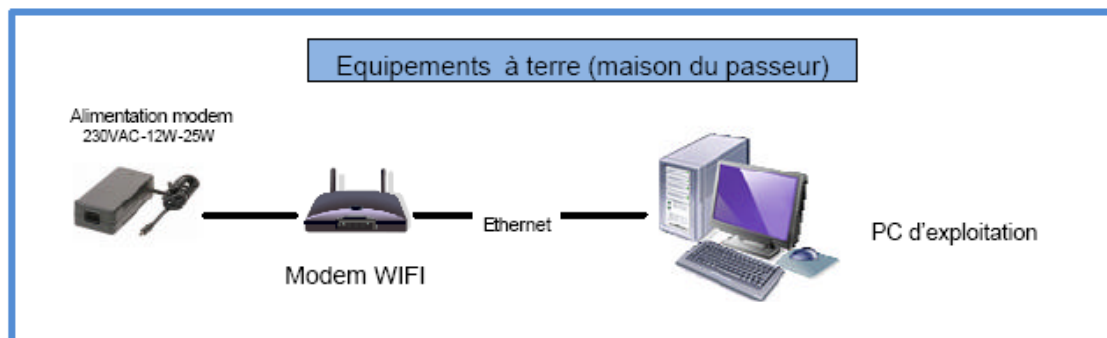 Equipements à terre (maison du passeur)
Alimentation modem
230VAC-12W-25W
Ethernet
PC d'exploitation
Modem WIFI